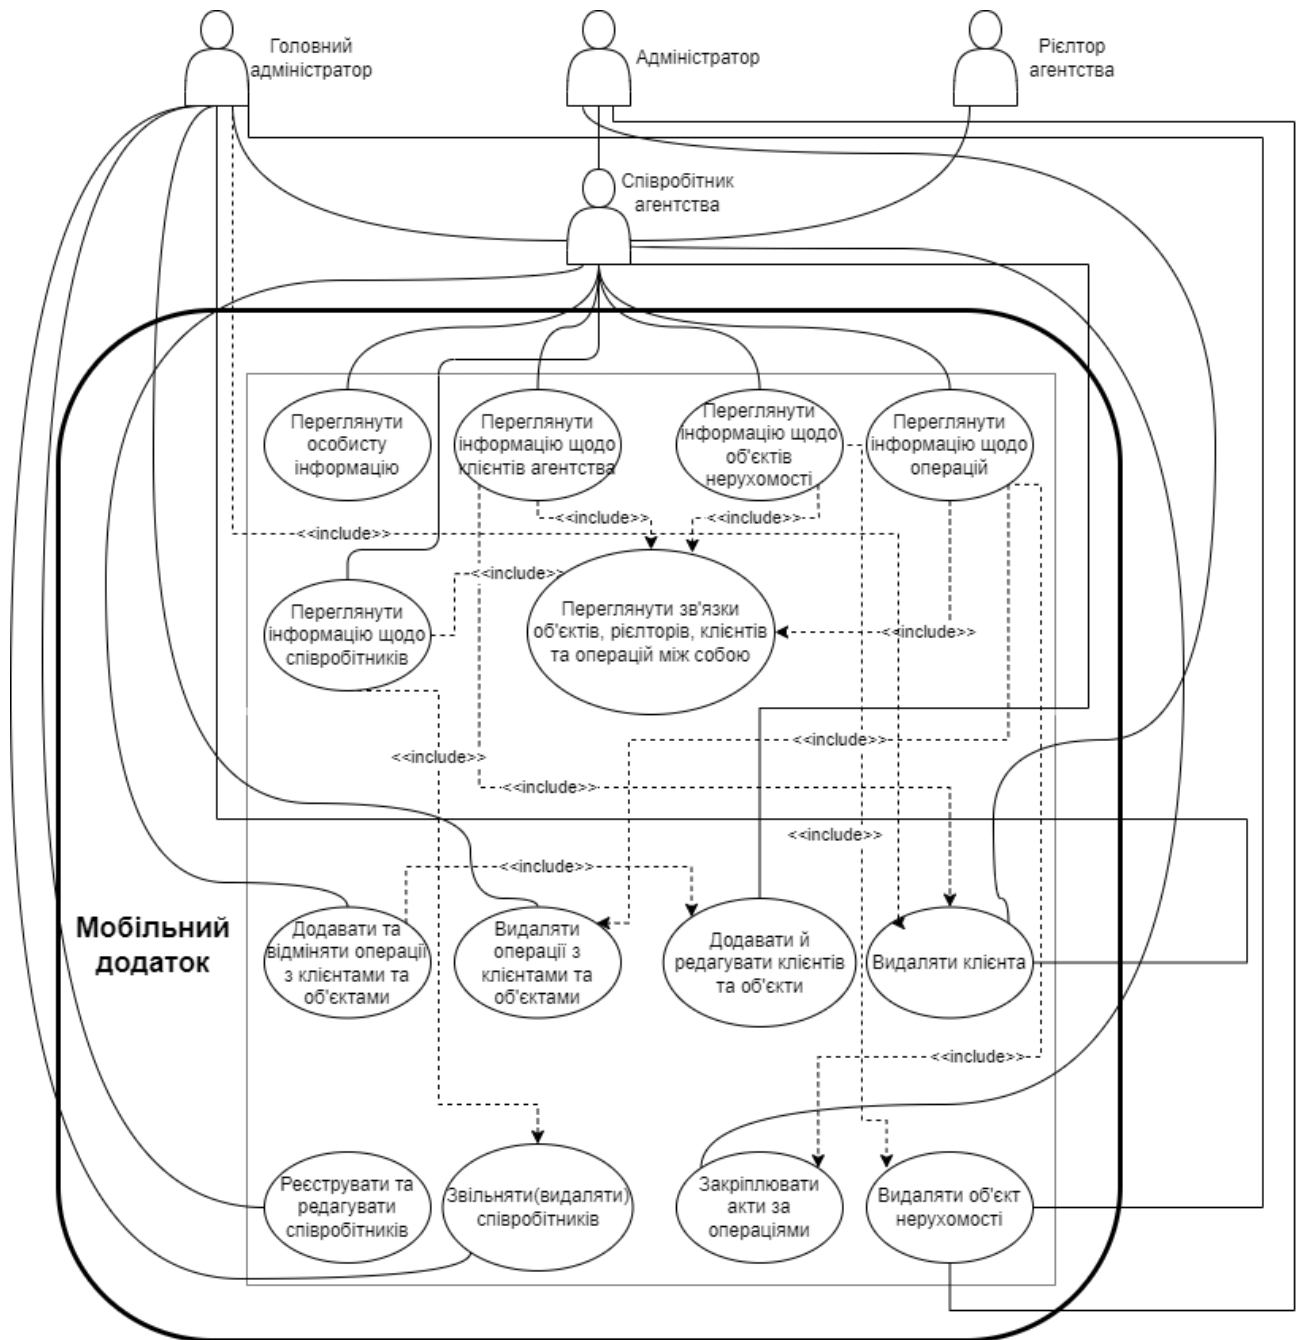 Головний
адміністратор
Адміністратор
Рієлтор
агентства
Співробітник
агентства
Переглянути
особисту
інформацію
Переглянути
інформацію щодо
клієнтів агентства
Переглянути
інформацію щодо
об'єктів
нерухомості
Переглянути
інформацію щодо
операцій
<<include>>
<<include>>
<<include>>
<<include>>
Переглянути
інформацію щодо
співробітників
Переглянути зв'язки
об'єктів, рієлторів, клієнтів
та операцій між собою
<<include>>
<<include>>
<<include>>
<<include>>
<<include>>
<<include>>
Мобільний
додаток
Додавати та
відміняти операції
з клієнтами та
об'єктами
Видаляти
операції з
клієнтами та
об'єктами
Додавати й
редагувати клієнтів
та об'єкти
Видаляти клієнта
<<include>>
Реєструвати та
редагувати
співробітників
Звільняти(видаляти)
співробітників
Закріплювати
акти за
операціями
Видаляти об'єкт
нерухомості